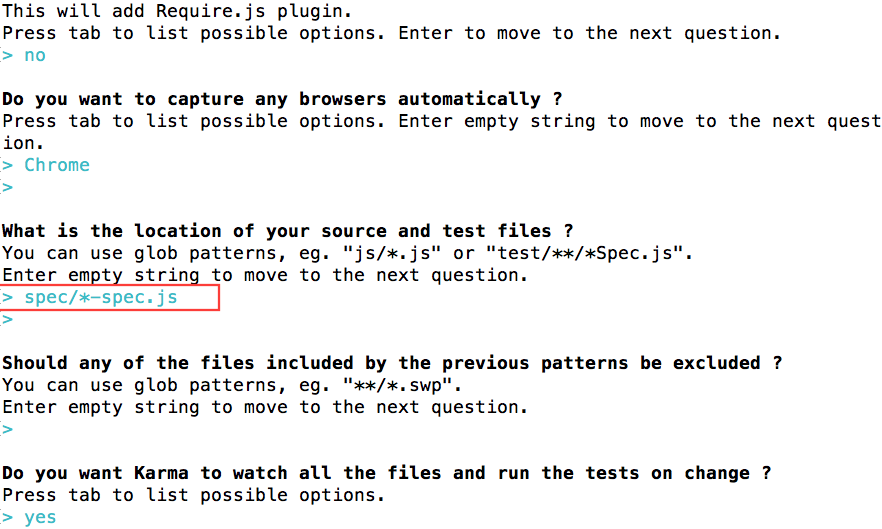 This will add Require.js plugin.
Press tab to list possible options. Enter to move to the next question.
> no
Do you want to capture any browsers automatically ?
Press tab to list possible options. Enter empty string to move to the next quest
ion.
> Chrome
>
What is the location of your source and test files ?
You can use glob patterns, eg. "js/*.js" or "test/**/*Spec.js".
Enter empty string to move to the next question.
> spec/*-spec.js
>
Should any of the files included by the previous patterns be excluded ?
You can use glob patterns, eg. "**/*.swp".
Enter empty string to move to the next question.
>
Do you want Karma to watch all the files and run the tests on change ?
Press tab to list possible options.
> yes